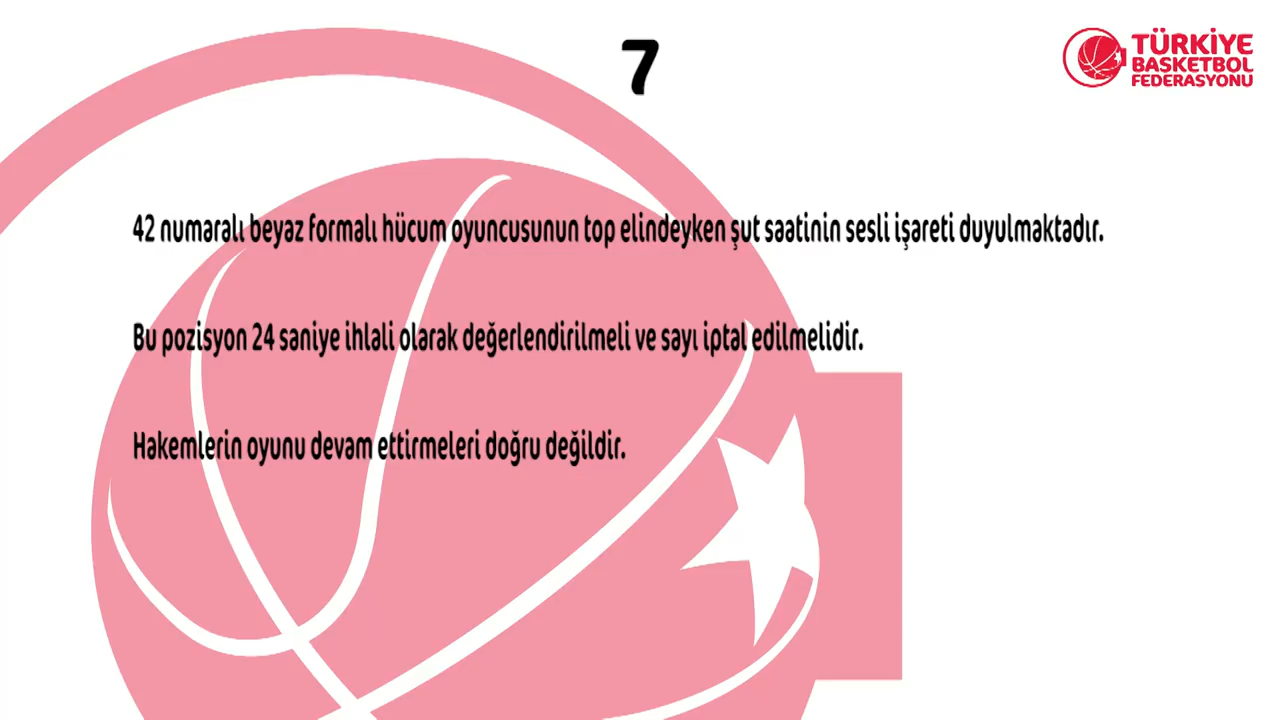 7
TÜRKİYE
BASKETBOL
FEDERASYONU
42 numaralı beyaz formalı hücum oyuncusunun top elindeyken şut saatinin sesli işareti duyulmaktadır.
Bu pozisyon 24 saniye ihlali olarak değerlendirilmeli ve sayı iptal edilmelidir.
Hakemlerin oyunu devam ettirmeleri doğru değildir.